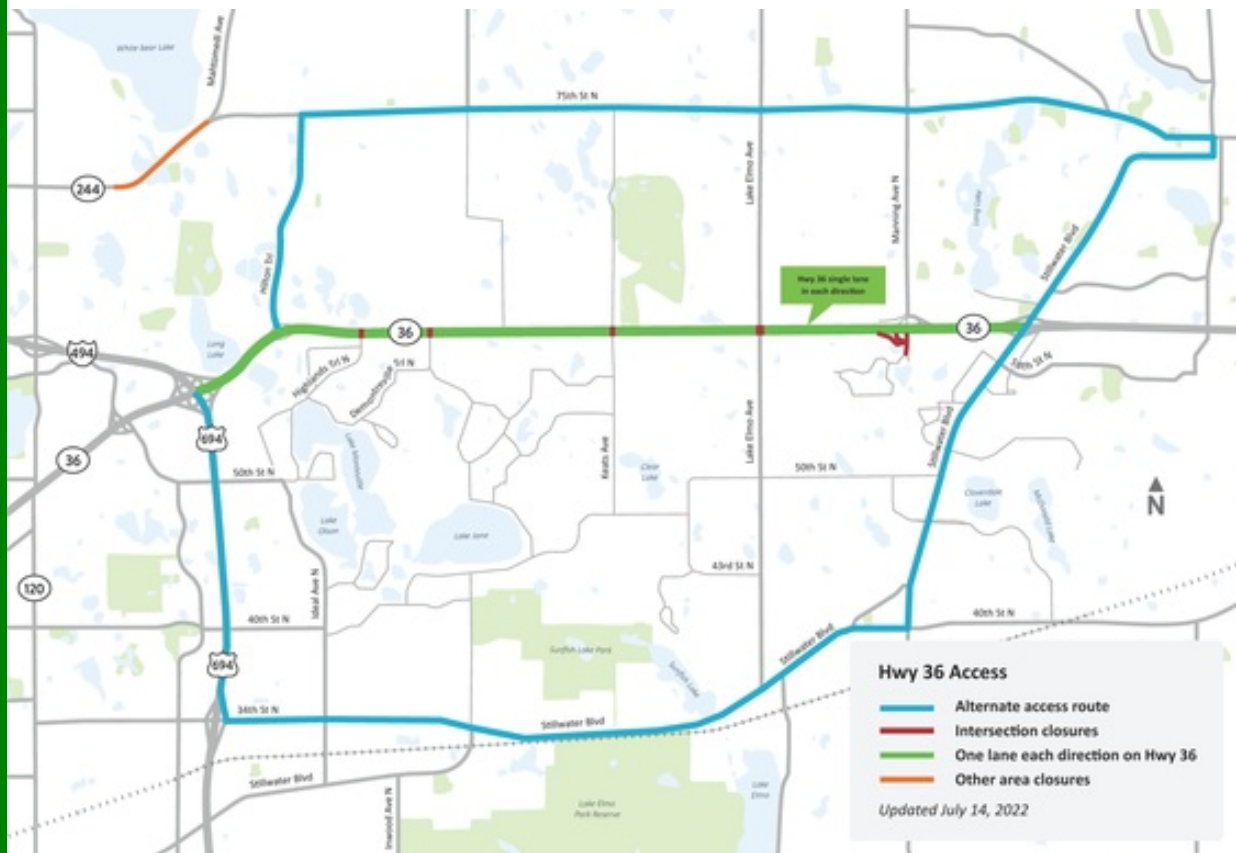 White bear Lake
Mahtomedi Ave
75th St N
244
Lake Elmo Ave
Manning Ave N
Long Lake
Stillwater Blvd
Hilton Dr
Hwy 36 single lane
in each direction
36
36
Long
Lake
494
58th St N
Highlands Trl N
Demontreville Trl N
694
36
Keats Ave
Lake Elmo Ave
Stillwater Blvd
50th St N
50th St N
Clear
Lake
Cloverdale
Lake
McDonald Lake
N
Lake
Olson
Lake Jane
43rd St N
120
Ideal Ave N
40th St N
40th St N
Stillwater Blvd
Sunfish Lake Park
Sunfish Lake
694
34th St N
Stillwater Blvd
Stillwater Blvd
Inwood Ave N
Lake Elmo
Park Reserve
Lake
Elmo
Hwy 36 Access
Alternate access route
Intersection closures
One lane each direction on Hwy 36
Other area closures
Updated July 14, 2022